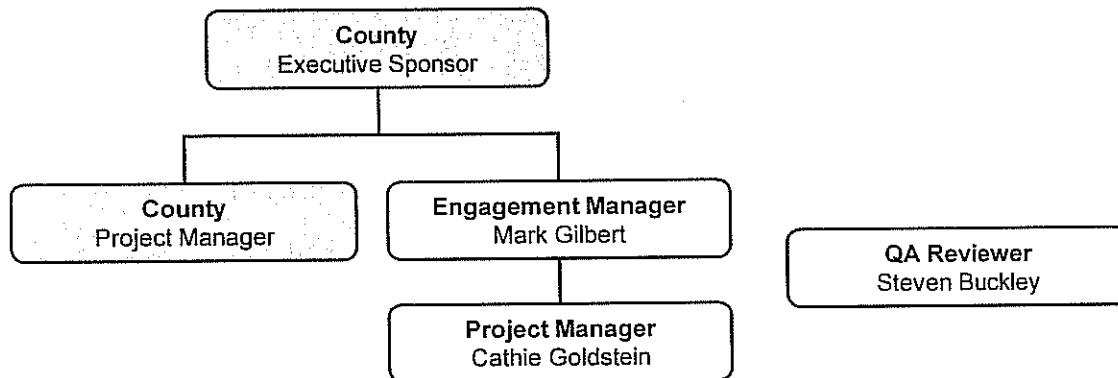 County
Executive Sponsor
County
Project Manager
Engagement Manager
Mark Gilbert
QA Reviewer
Steven Buckley
Project Manager
Cathie Goldstein